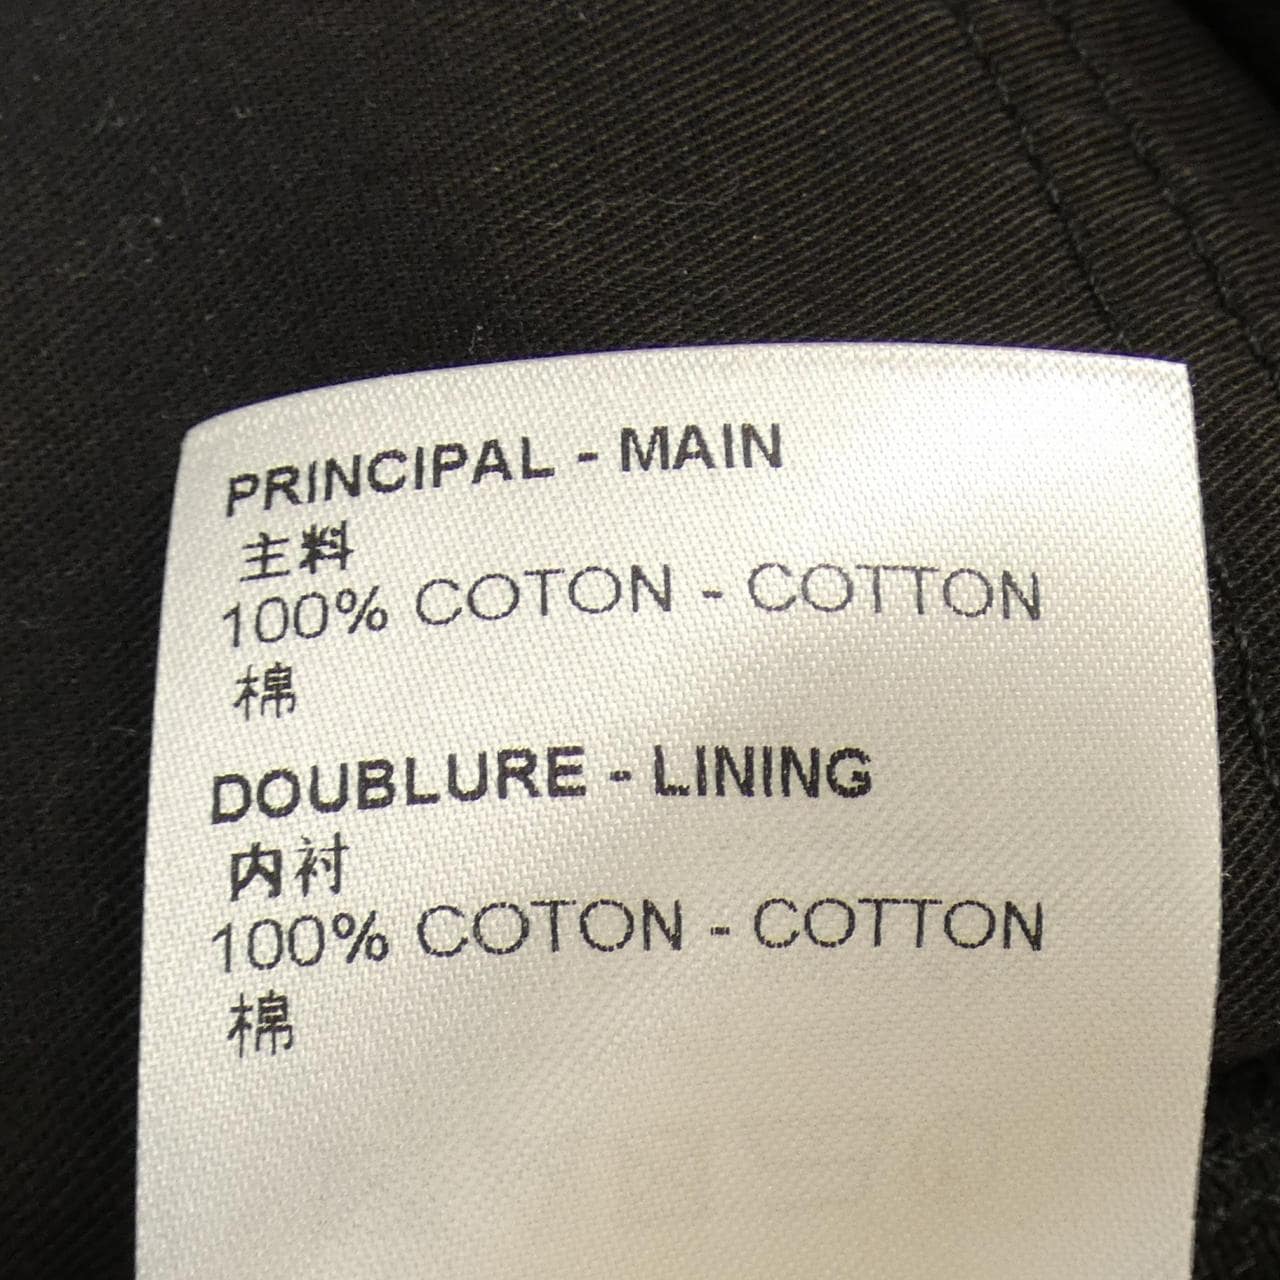 PRINCIPAL - MAIN
主料
100% COTON - COTTON
棉
DOUBLURE - LINING
内衬
100% COTON - COTTON
棉